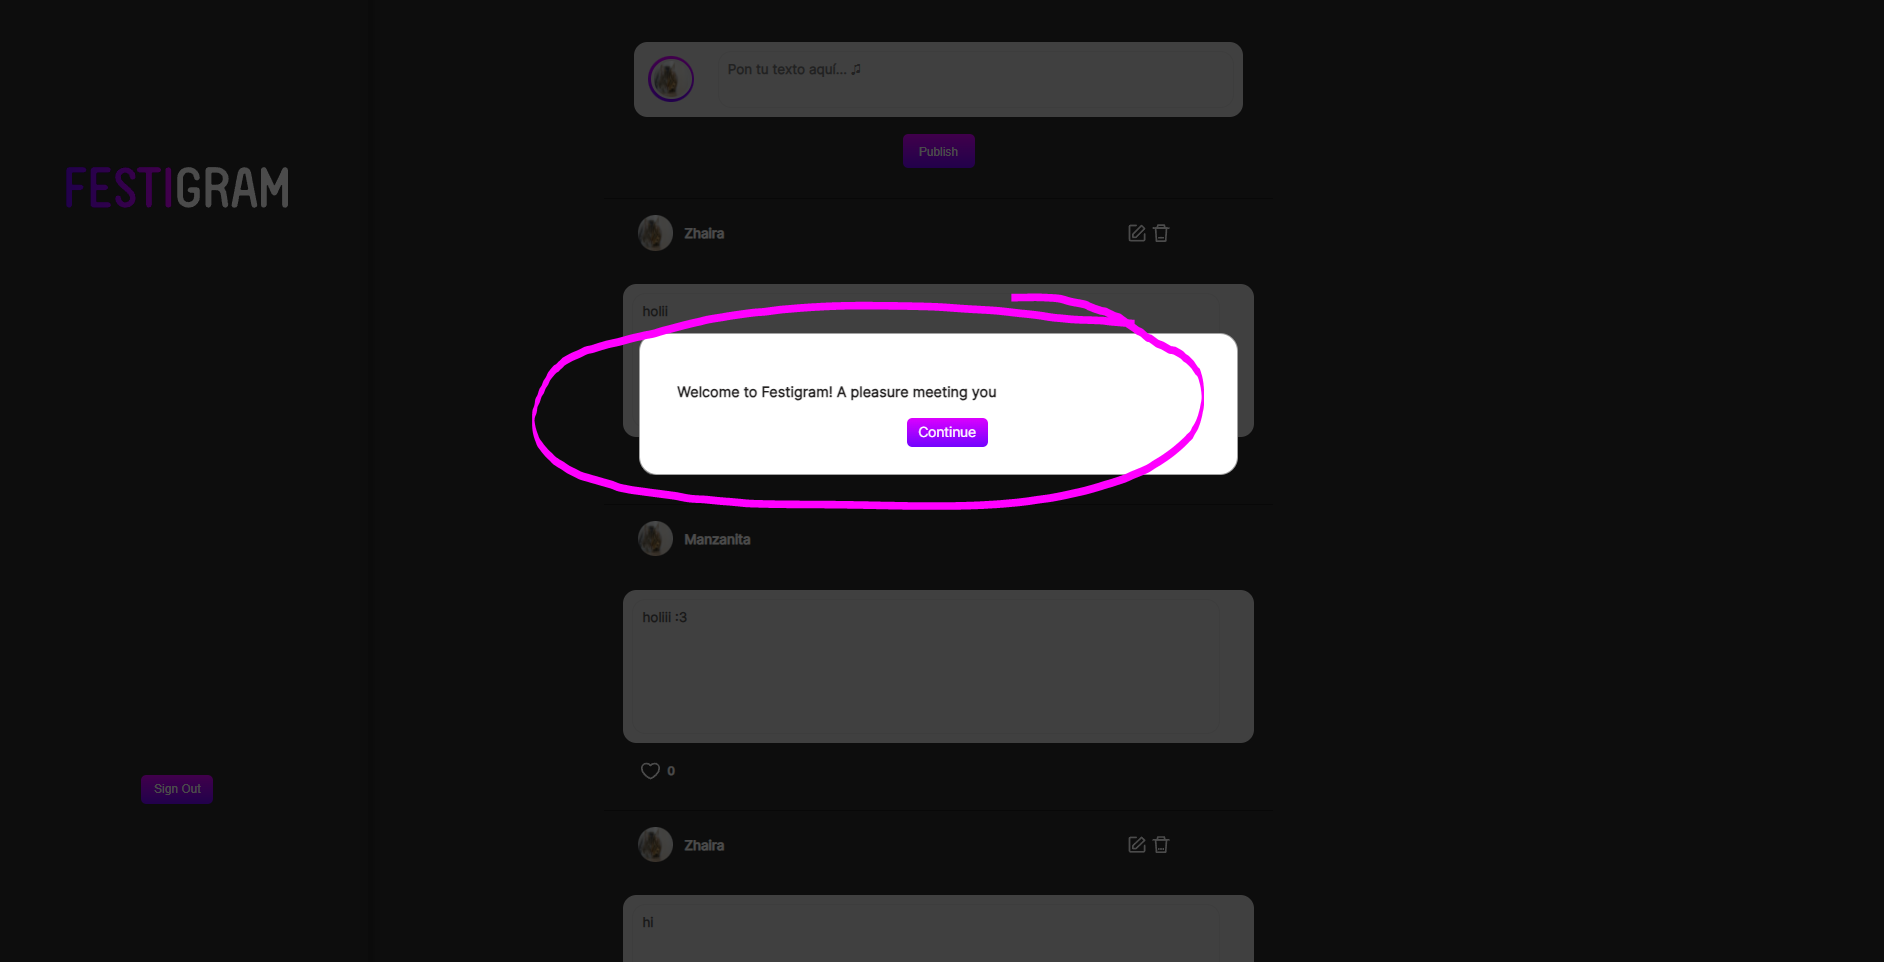 Pon tu texto aquí... ♫
Publish
FESTIGRAM
Zhaira
holii
Welcome to Festigram! A pleasure meeting you
Continue
Manzanita
holiii :3
0
Sign Out
Zhaira
hi